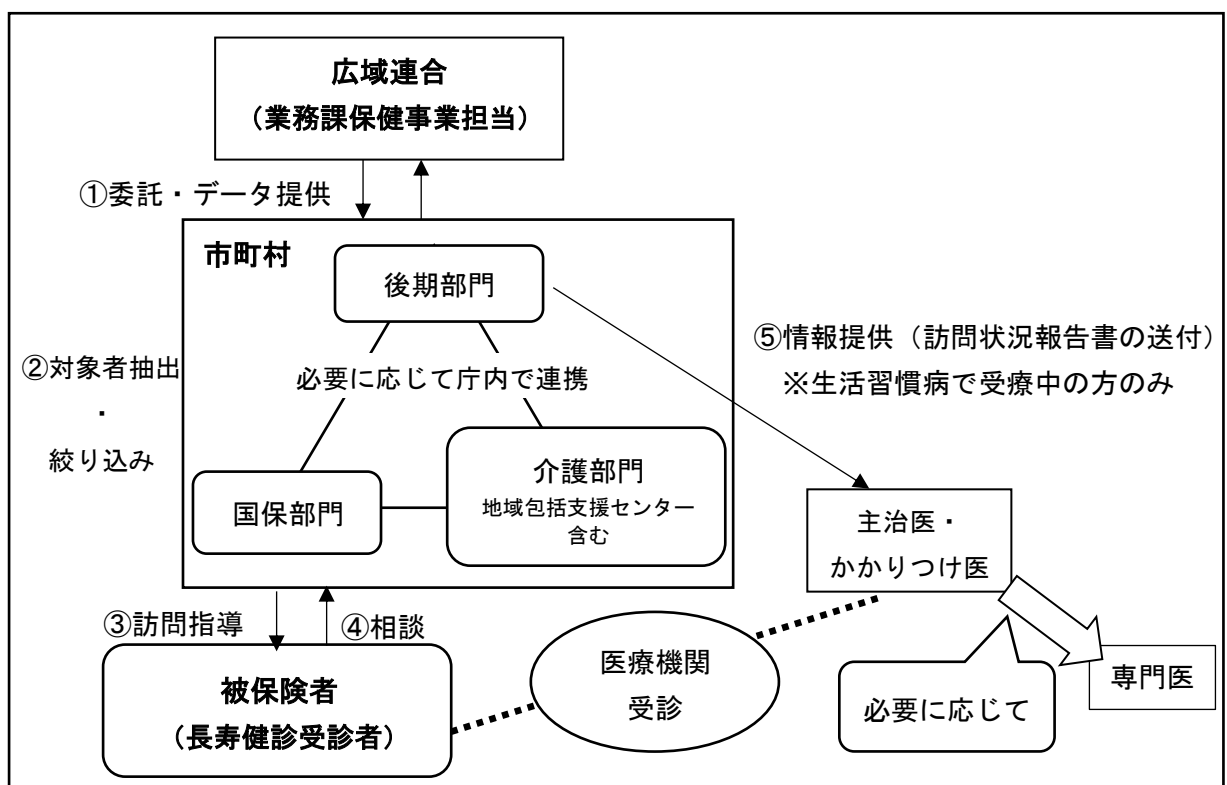 広域連合
（業務課保健事業担当）
①委託・データ提供
市町村
後期部門
必要に応じて庁内で連携
②対象者抽出
・
絞り込み
国保部門
介護部門
地域包括支援センター
含む
⑤情報提供（訪問状況報告書の送付）
※生活習慣病で受療中の方のみ
主治医・
かかりつけ医
③訪問指導
④相談
被保険者
（長寿健診受診者）
医療機関
受診
必要に応じて
専門医